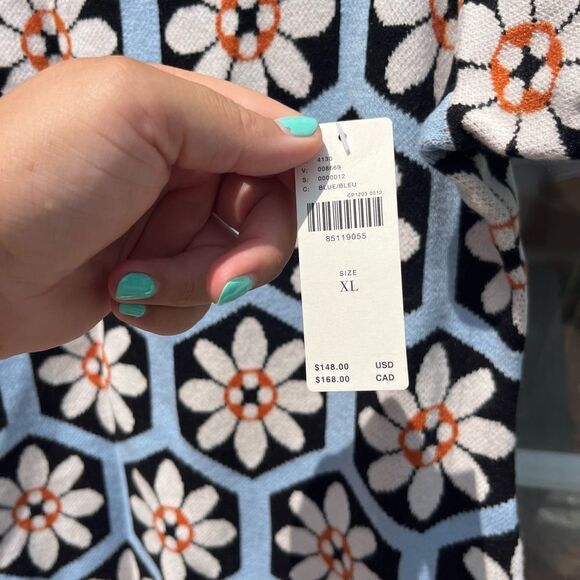 4130
V: 008669
S: 0000012
C: BLUE/BLEU
CP1203 0012
85119055
SIZE
XL
$148.00 USD
$168.00 CAD